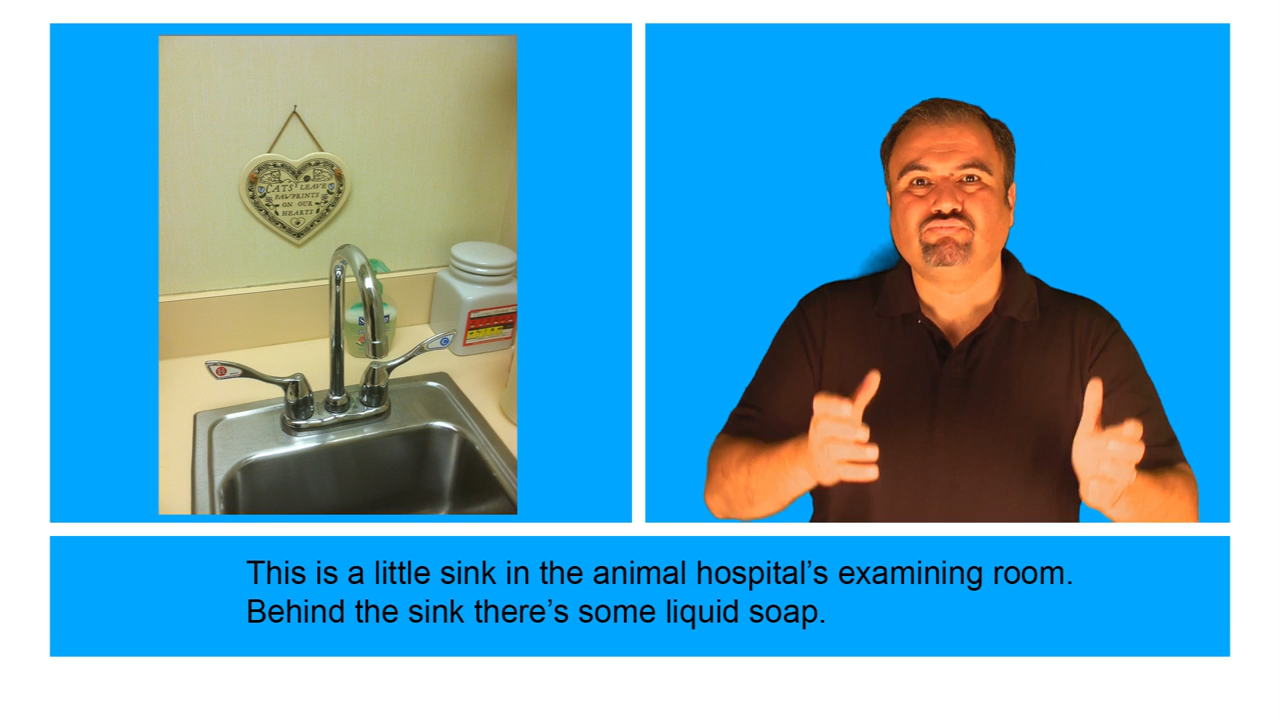 CATS LEAVE
PAWPRINTS
ON OUR
HEARTS
H
C
This is a little sink in the animal hospital’s examining room.
Behind the sink there’s some liquid soap.